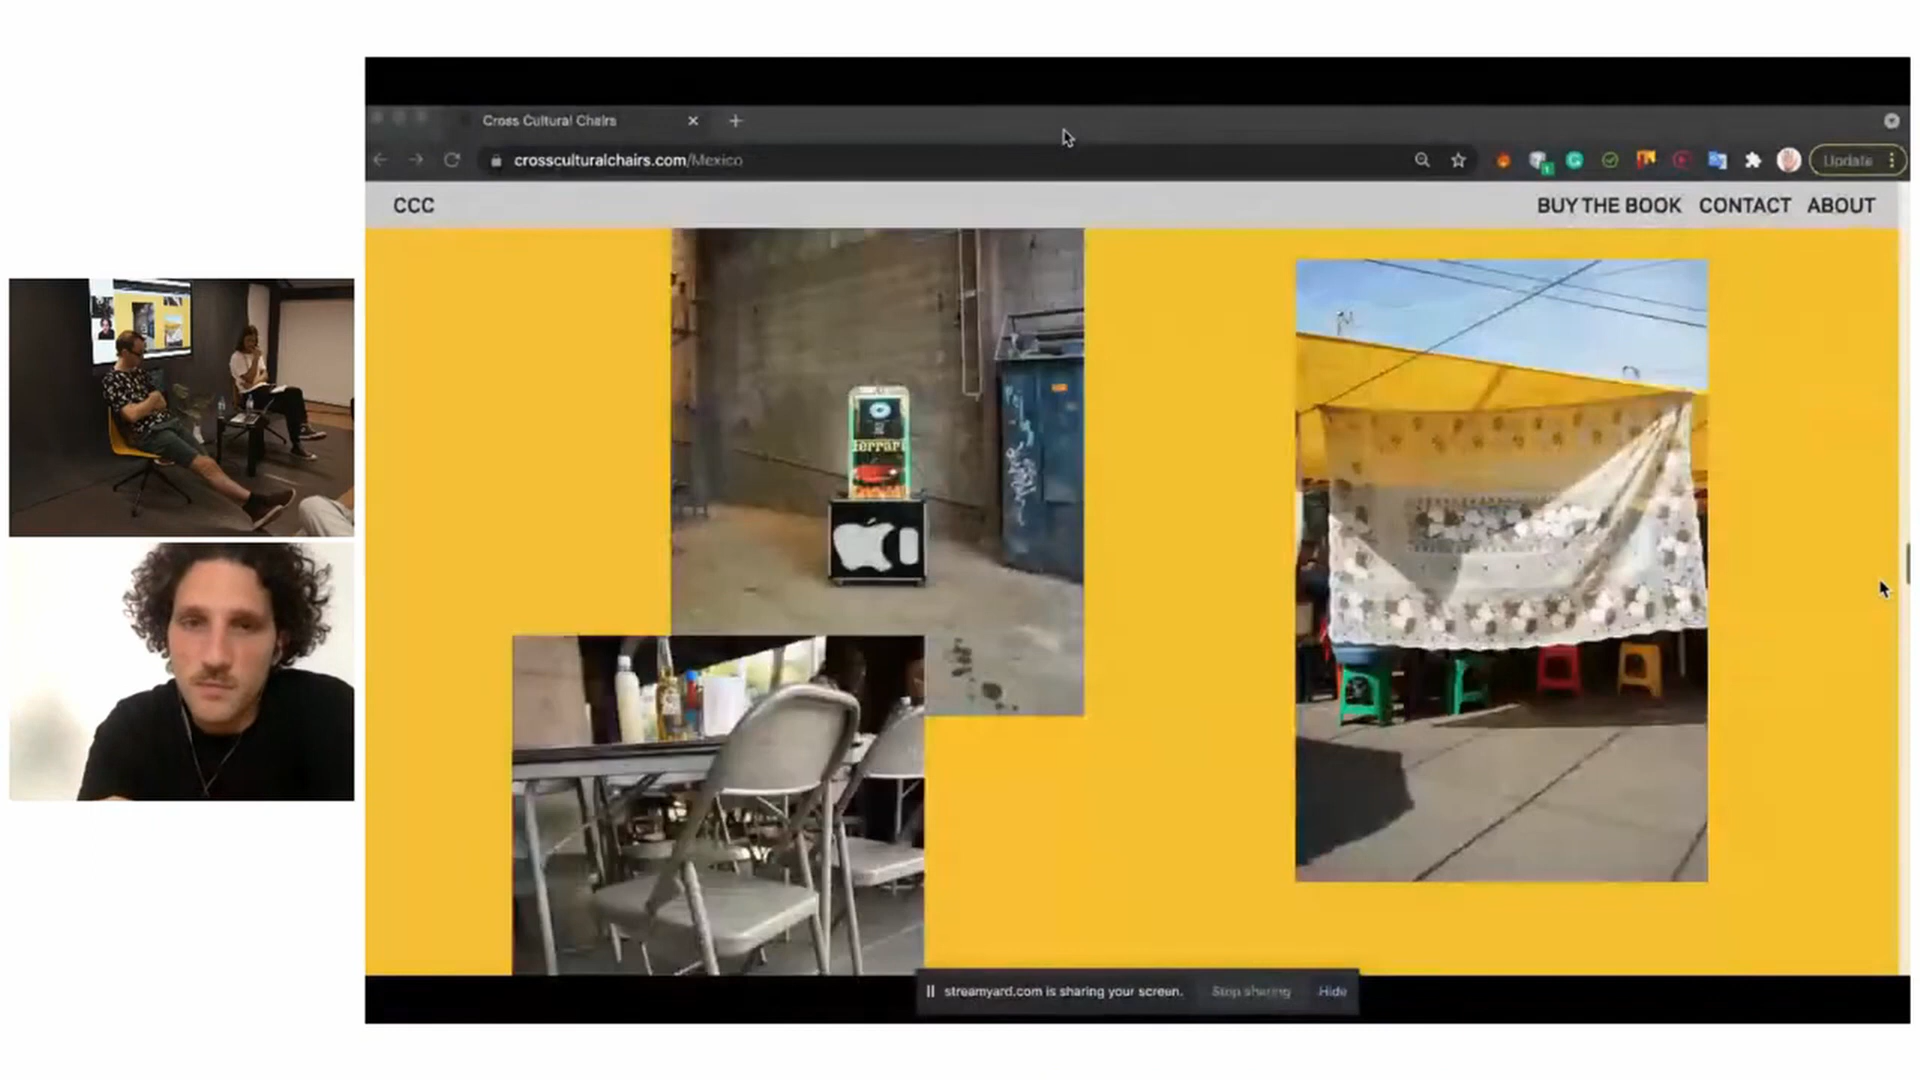 Cross Cultural Chairs
crossculturalchairs.com/Mexico
Update
CCC
BUY THE BOOK CONTACT ABOUT
ferrari
streamyard.com is sharing your screen. Stop sharing Hide